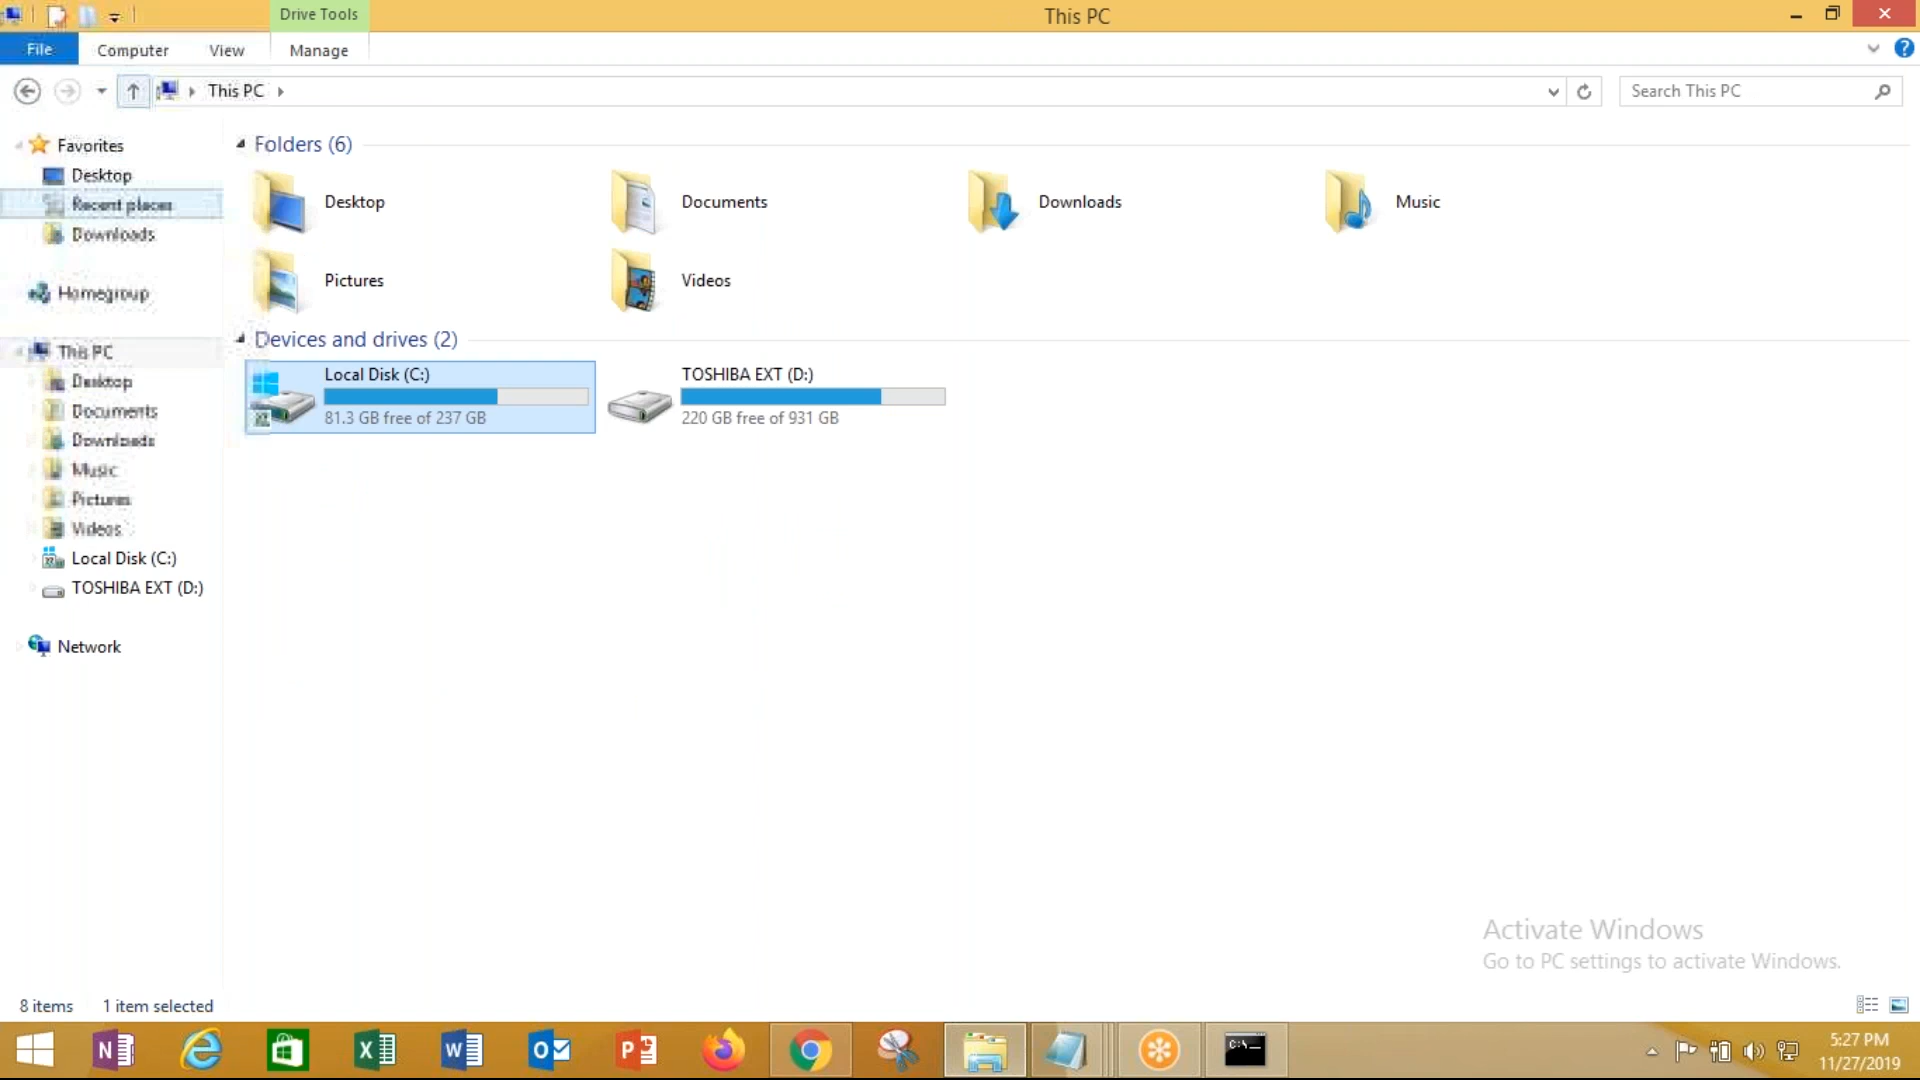 Drive Tools
This PC
File
Computer
View
Manage
This PC
Search This PC
Favorites
Desktop
Recent places
Downloads
Homegroup
This PC
Desktop
Documents
Downloads
Music
Pictures
Videos
Local Disk (C:)
TOSHIBA EXT (D:)
Network
Folders (6)
Desktop
Documents
Downloads
Music
Pictures
Videos
Devices and drives (2)
Local Disk (C:)
81.3 GB free of 237 GB
TOSHIBA EXT (D:)
220 GB free of 931 GB
Activate Windows
Go to PC settings to activate Windows.
8 items
1 item selected
5:27 PM
11/27/2019